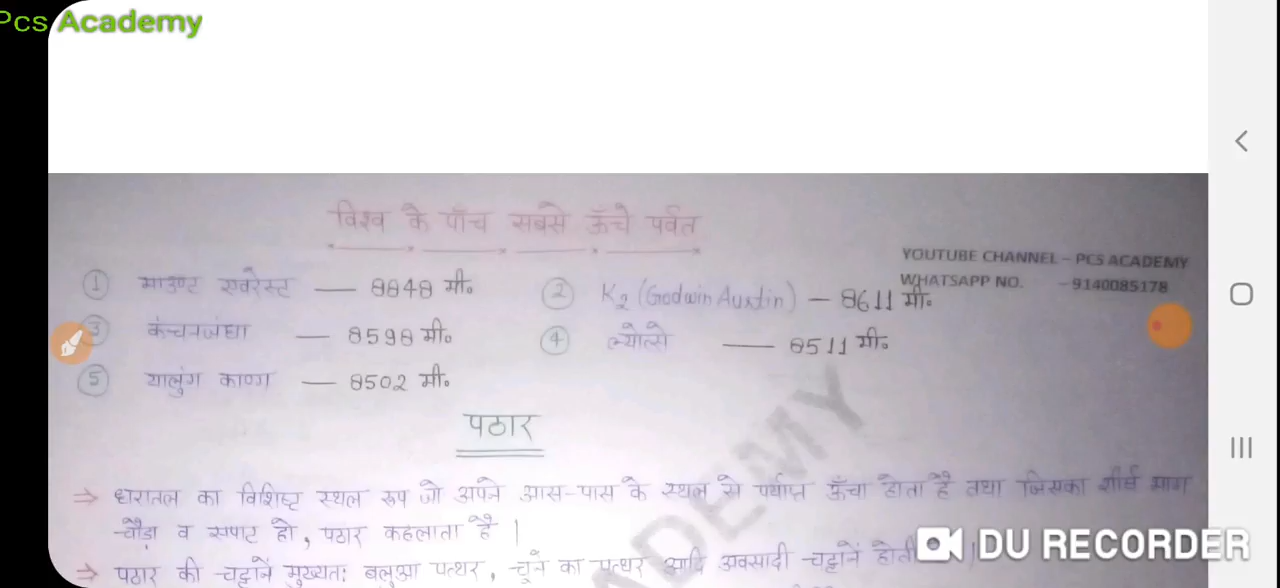 Pcs Academy
विश्व के पाँच सबसे ऊँचे पर्वत
YOUTUBE CHANNEL – PCS ACADEMY
WHATSAPP NO. – 9140085178
① माउण्ट एवरेस्ट — 8848 मी०
② K2 (Godwin Austin) – 8611 मी०
③ कंचनजंघा — 8598 मी०
④ ल्योत्से — 8511 मी०
⑤ यालुंग काण्ग — 8502 मी०
पठार
⇒ धरातल का विशिष्ट स्थल रूप जो अपने आस-पास के स्थल से पर्याप्त ऊँचा होता है तथा जिसका शीर्ष भाग
चौड़ा व सपाट हो, पठार कहलाता है |
⇒ पठार की चट्टानें मुख्यतः बलुआ पत्थर, चूने का पत्थर आदि अवसादी चट्टानें होती
ADEMY
DU RECORDER